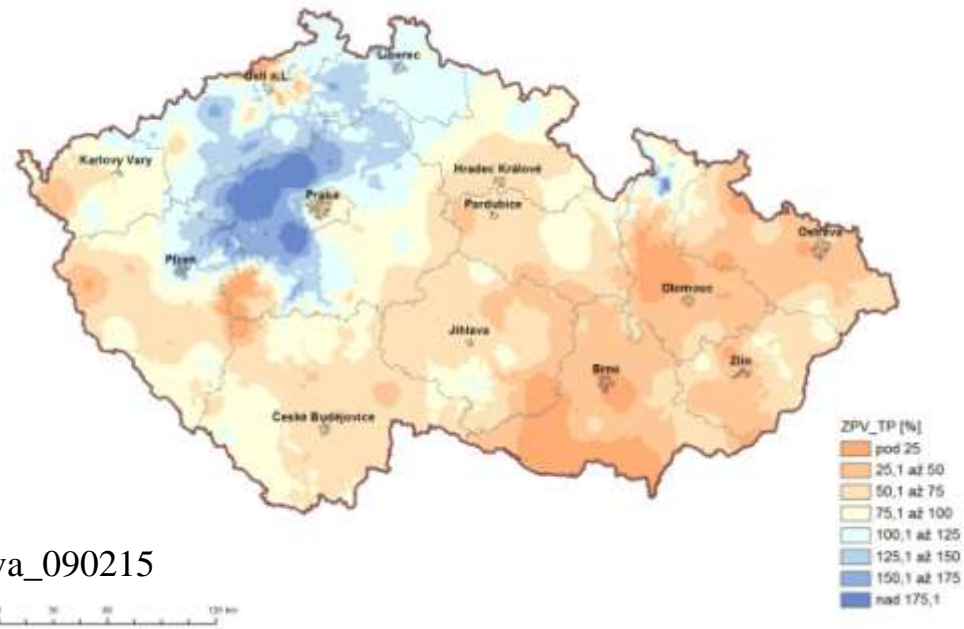 Liberec
Ústí n.L.
Karlovy Vary
Hradec Králové
Praha
Pardubice
Ostrava
Plzeň
Olomouc
Jihlava
Brno
Zlín
České Budějovice
ZPV_TP [%]
pod 25
25,1 až 50
50,1 až 75
75,1 až 100
100,1 až 125
125,1 až 150
150,1 až 175
nad 175,1
va_090215